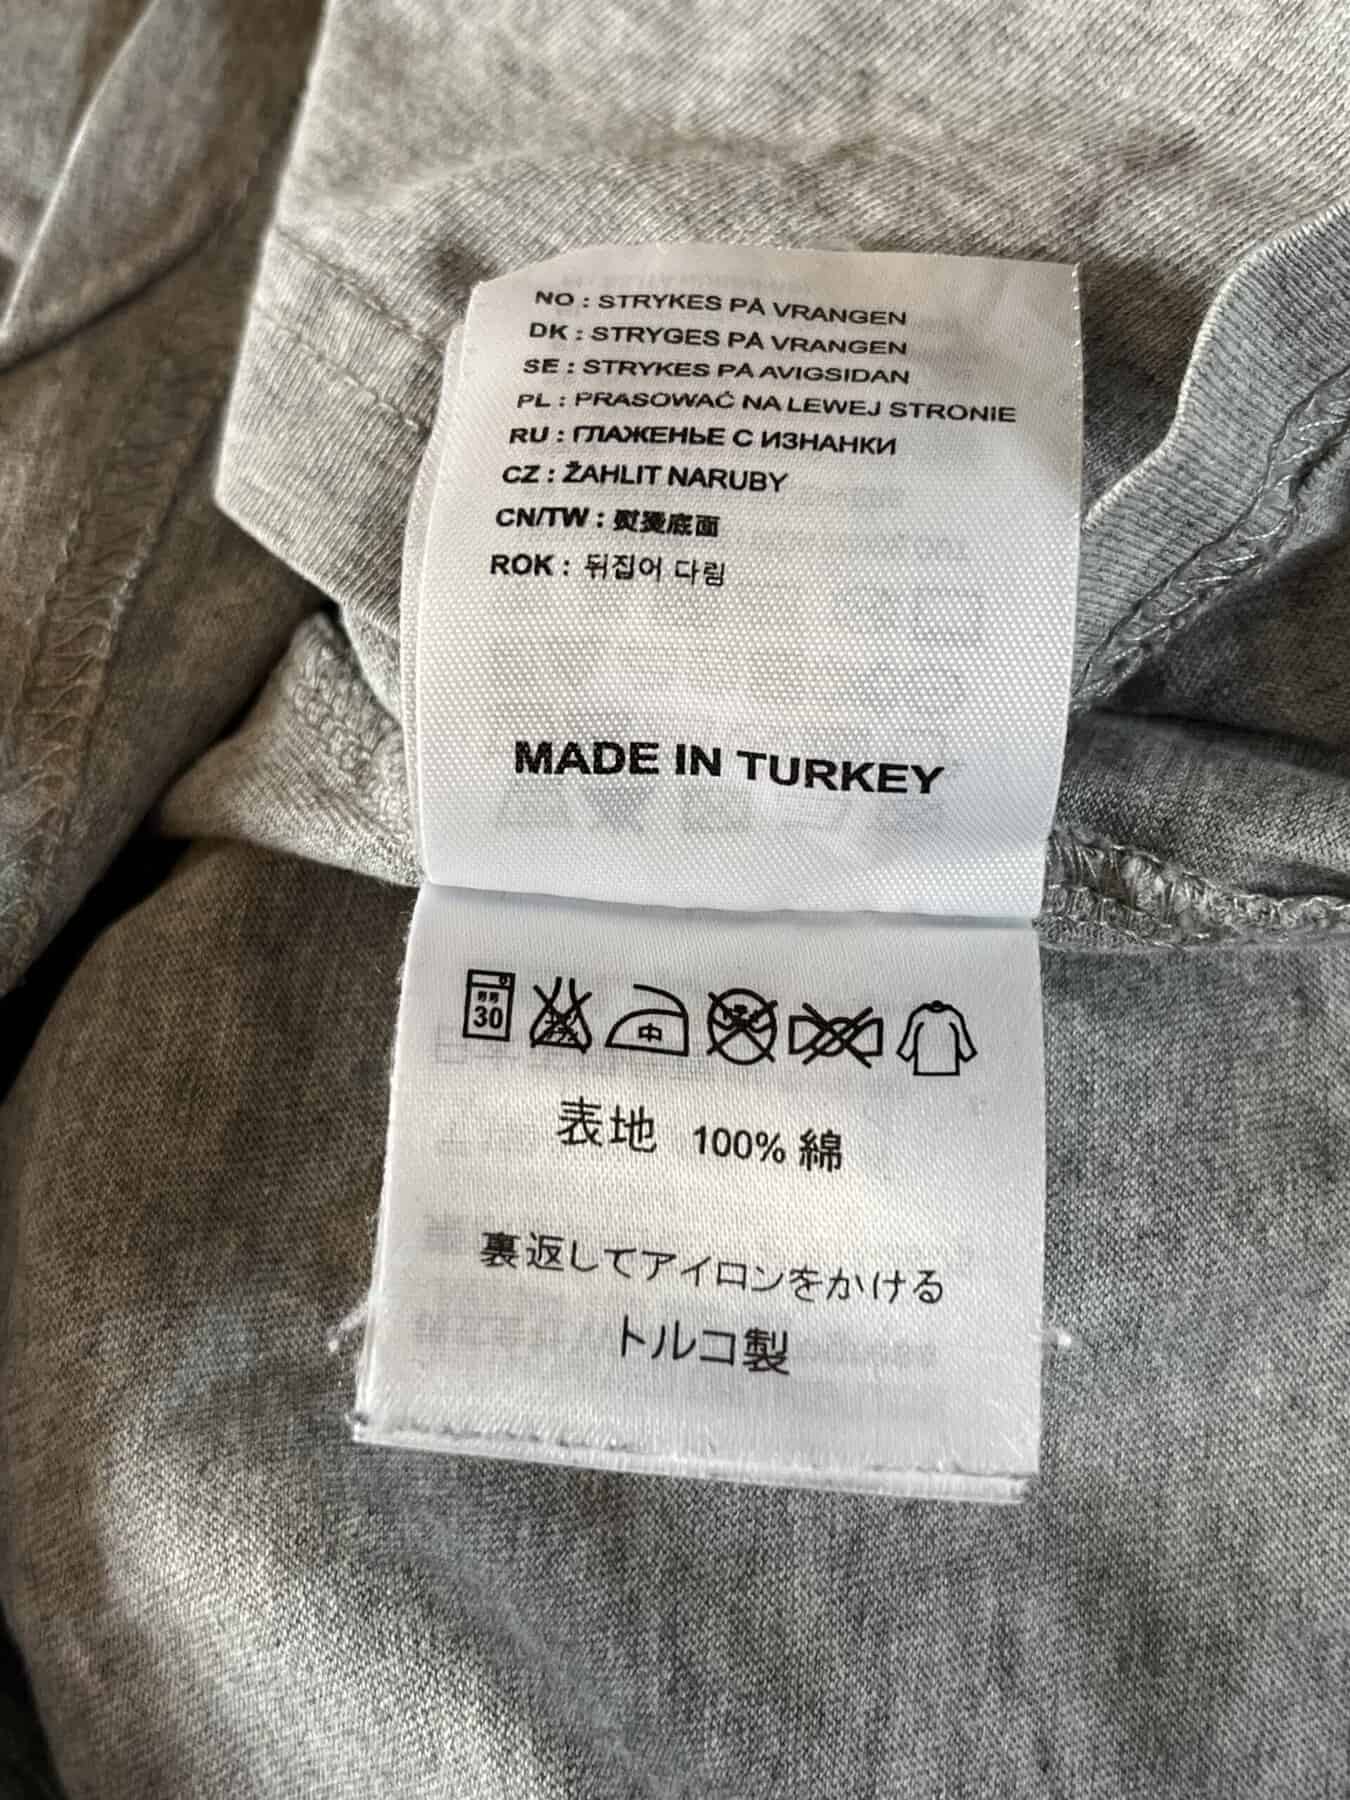 NO : STRYKES PÅ VRANGEN
DK : STRYGES PÅ VRANGEN
SE : STRYKES PÅ AVIGSIDAN
PL : PRASOWAĆ NA LEWEJ STRONIE
RU : ГЛАЖЕНЬЕ С ИЗНАНКИ
CZ : ŽAHLIT NARUBY
CN/TW : 熨燙底面
ROK : 뒤집어 다림
MADE IN TURKEY
30
中
表地 100% 綿
裏返してアイロンをかける
トルコ製